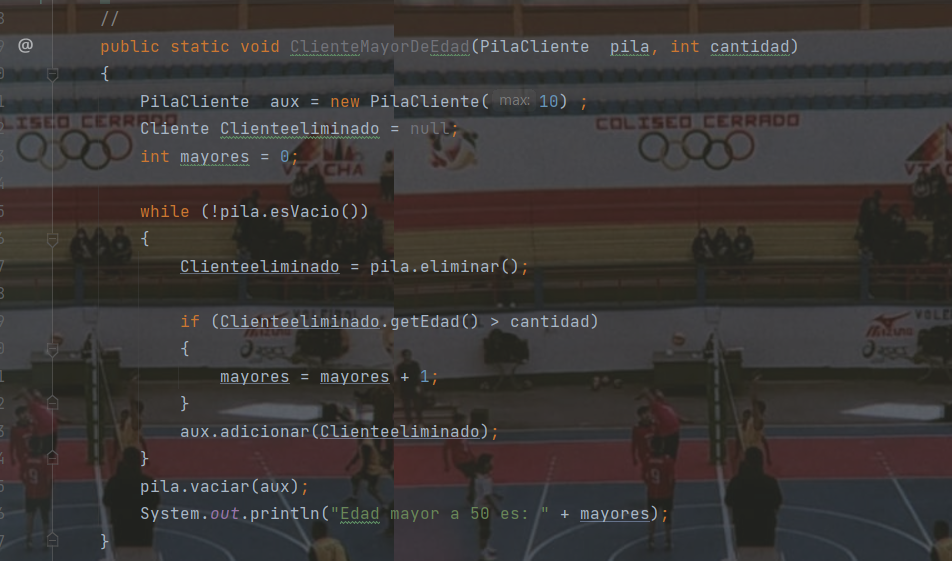 //
@ public static void ClienteMayorDeEdad(PilaCliente pila, int cantidad)
{
PilaCliente aux = new PilaCliente( max: 10) ;
Cliente Clienteeliminado = null;
int mayores = 0;
while (!pila.esVacio())
{
Clienteeliminado = pila.eliminar();
if (Clienteeliminado.getEdad() > cantidad)
{
mayores = mayores + 1;
}
aux.adicionar(Clienteeliminado);
}
pila.vaciar(aux);
System.out.println("Edad mayor a 50 es: " + mayores);
}
COLISEO CERRADO
VIACHA